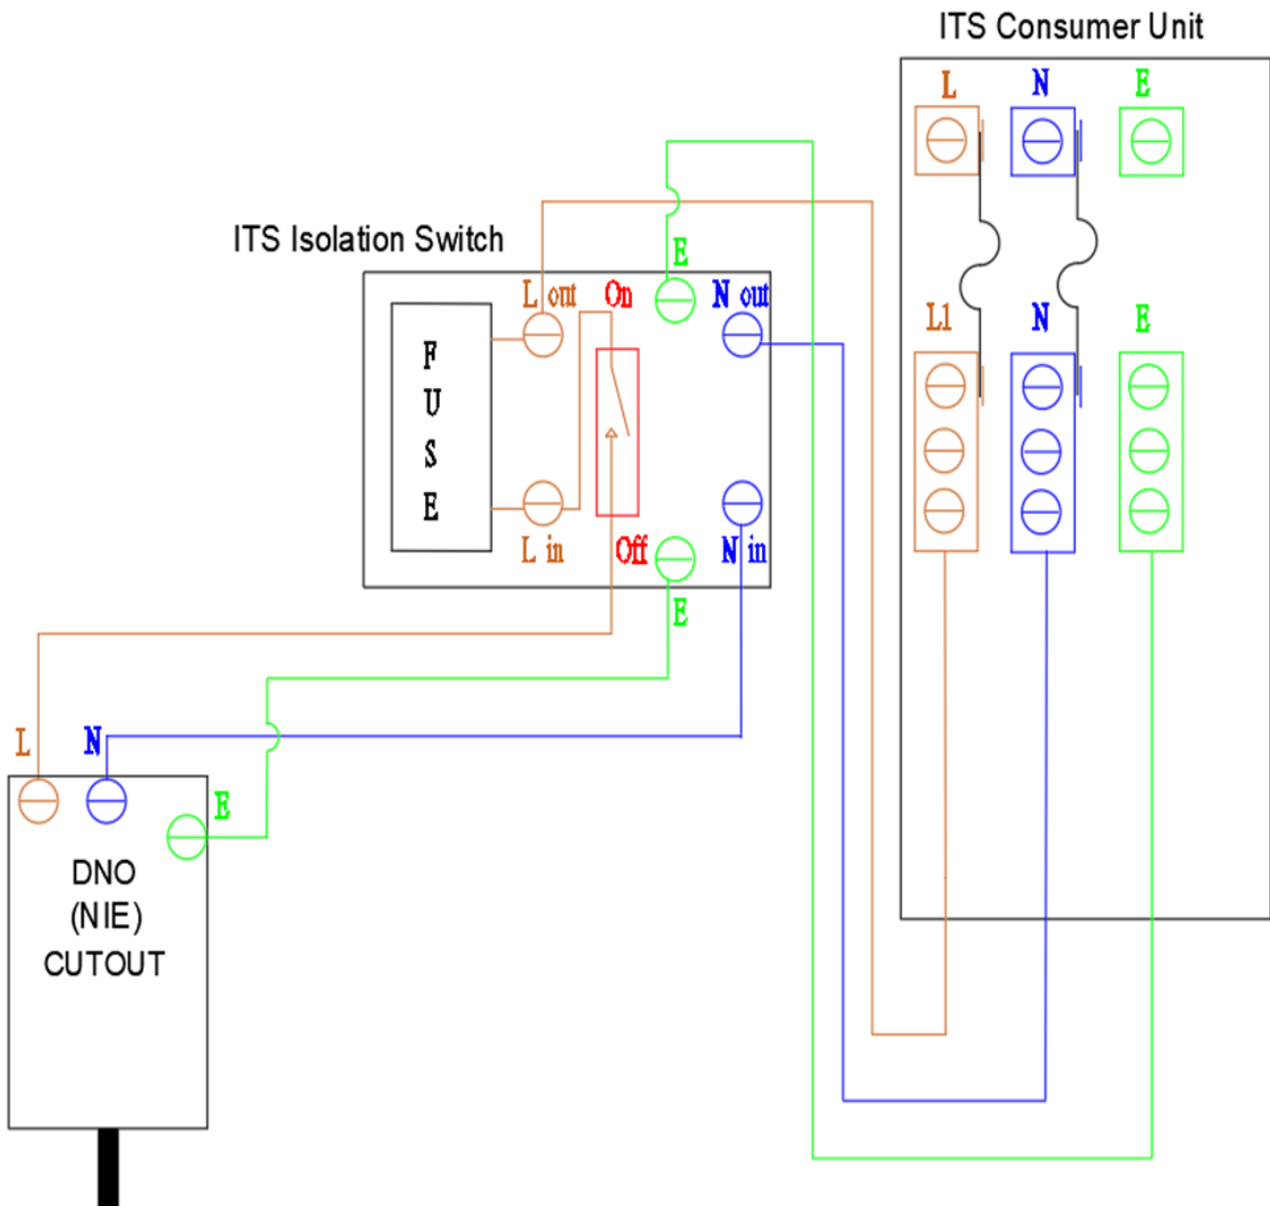 ITS Consumer Unit
L N E
ITS Isolation Switch
E
L out On N out
L1 N E
F
U
S
E
L in Off N in
E
L N
E
DNO
(NIE)
CUTOUT